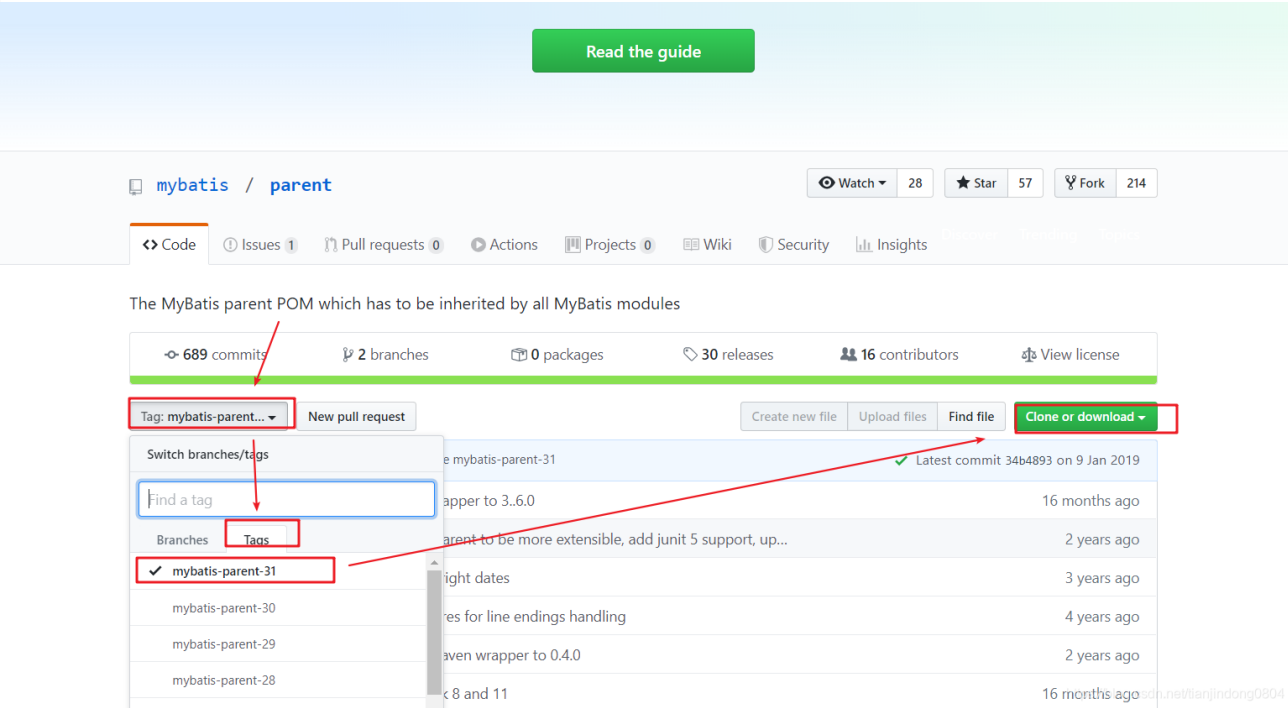 Read the guide
mybatis / parent
Watch 28 Star 57 Fork 214
Code Issues 1 Pull requests 0 Actions Projects 0 Wiki Security Insights
The MyBatis parent POM which has to be inherited by all MyBatis modules
689 commits 2 branches 0 packages 30 releases 16 contributors View license
Tag: mybatis-parent... New pull request Create new file Upload files Find file Clone or download
Switch branches/tags
e mybatis-parent-31 Latest commit 34b4893 on 9 Jan 2019
Find a tag
apper to 3..6.0 16 months ago
Branches Tags
arent to be more extensible, add junit 5 support, up... 2 years ago
mybatis-parent-31
ight dates 3 years ago
mybatis-parent-30
res for line endings handling 4 years ago
mybatis-parent-29
aven wrapper to 0.4.0 2 years ago
mybatis-parent-28
k 8 and 11 16 months ago